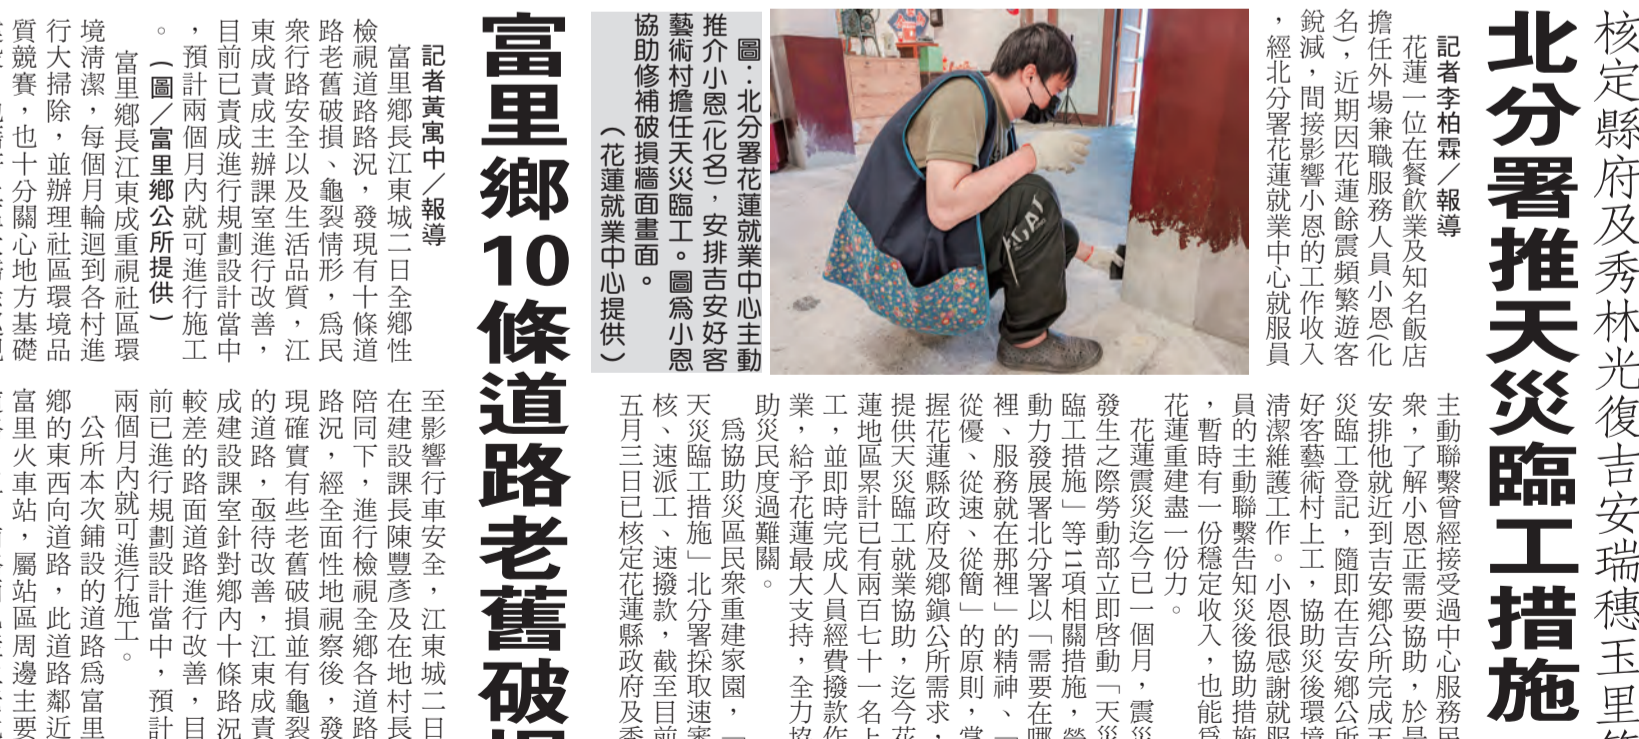 核定縣府及秀林光復吉安瑞穗玉里
北分署推天災臨工措施
記者李柏霖／報導
花蓮一位在餐飲業及知名飯店
擔任外場兼職服務人員小恩(化
名)，近期因花蓮餘震頻繁遊客
銳減，間接影響小恩的工作收入
，經北分署花蓮就業中心就服員
主動聯繫曾經接受過中心服務民
眾，了解小恩正需要協助，於是
安排他就近到吉安鄉公所完成天
災臨工登記，隨即在吉安鄉公所
好客藝術村上工，協助災後環境
清潔維護工作。小恩很感謝就服
員的主動聯繫告知災後協助措施
，暫時有一份穩定收入，也能為
花蓮重建盡一份力。
花蓮震災迄今已一個月，震災
發生之際勞動部立即啓動「天災
臨工措施」等11項相關措施，勞
動力發展署北分署以「需要在哪
裡、服務就在那裡」的精神、「
從優、從速、從簡」的原則，掌
握花蓮縣政府及鄉鎮公所需求，
提供天災臨工就業協助，迄今花
蓮地區累計已有兩百七十一名上
工，並即時完成人員經費撥款作
業，給予花蓮最大支持，全力協
助災民度過難關。
為協助災區民眾重建家園，「
天災臨工措施」北分署採取速審
核、速派工、速撥款，截至目前
五月三日已核定花蓮縣政府及秀
圖：北分署花蓮就業中心主動
推介小恩(化名)，安排吉安好客
藝術村擔任天災臨工。圖為小恩
協助修補破損牆面畫面。
（花蓮就業中心提供）
富里鄉10條道路老舊破
記者黃寓中／報導
富里鄉長江東城二日全鄉性
檢視道路路況，發現有十條道
路老舊破損、龜裂情形，為民
衆行路安全以及生活品質，江
東成責成主辦課室進行改善，
目前已責成進行規劃設計當中
，預計兩個月內就可進行施工
。（圖／富里鄉公所提供）
富里鄉長江東成重視社區環
境清潔，每個月輪迴到各村進
行大掃除，並辦理社區環境品
質競賽，也十分關心地方基礎
至影響行車安全，江東城二日
在建設課長陳豐彥及在地村長
陪同下，進行檢視全鄉各道路
路況，經全面性地視察後，發
現確實有些老舊破損並有龜裂
的道路，亟待改善，江東成責
成建設課室針對鄉內十條路況
較差的路面道路進行改善，目
前已進行規劃設計當中，預計
兩個月內就可進行施工。
公所本次鋪設的道路為富里
鄉的東西向道路，此道路鄰近
富里火車站，屬站區周邊主要